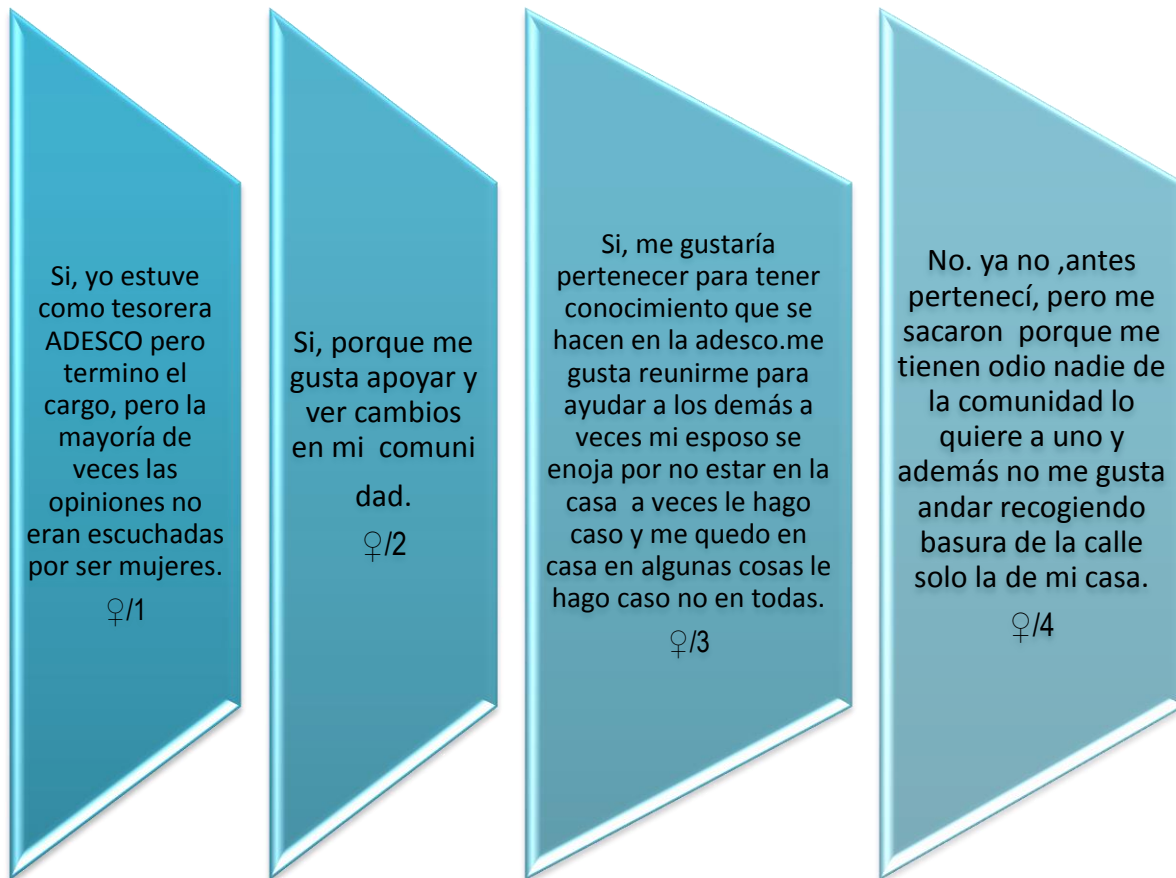 Si, yo estuve
como tesorera
ADESCO pero
termino el
cargo, pero la
mayoría de
veces las
opiniones no
eran escuchadas
por ser mujeres.
♀/1
Si, porque me
gusta apoyar y
ver cambios
en mi comuni
dad.
♀/2
Si, me gustaría
pertenecer para tener
conocimiento que se
hacen en la adesco.me
gusta reunirme para
ayudar a los demás a
veces mi esposo se
enoja por no estar en la
casa a veces le hago
caso y me quedo en
casa en algunas cosas le
hago caso no en todas.
♀/3
No. ya no ,antes
pertenecí, pero me
sacaron porque me
tienen odio nadie de
la comunidad lo
quiere a uno y
además no me gusta
andar recogiendo
basura de la calle
solo la de mi casa.
♀/4